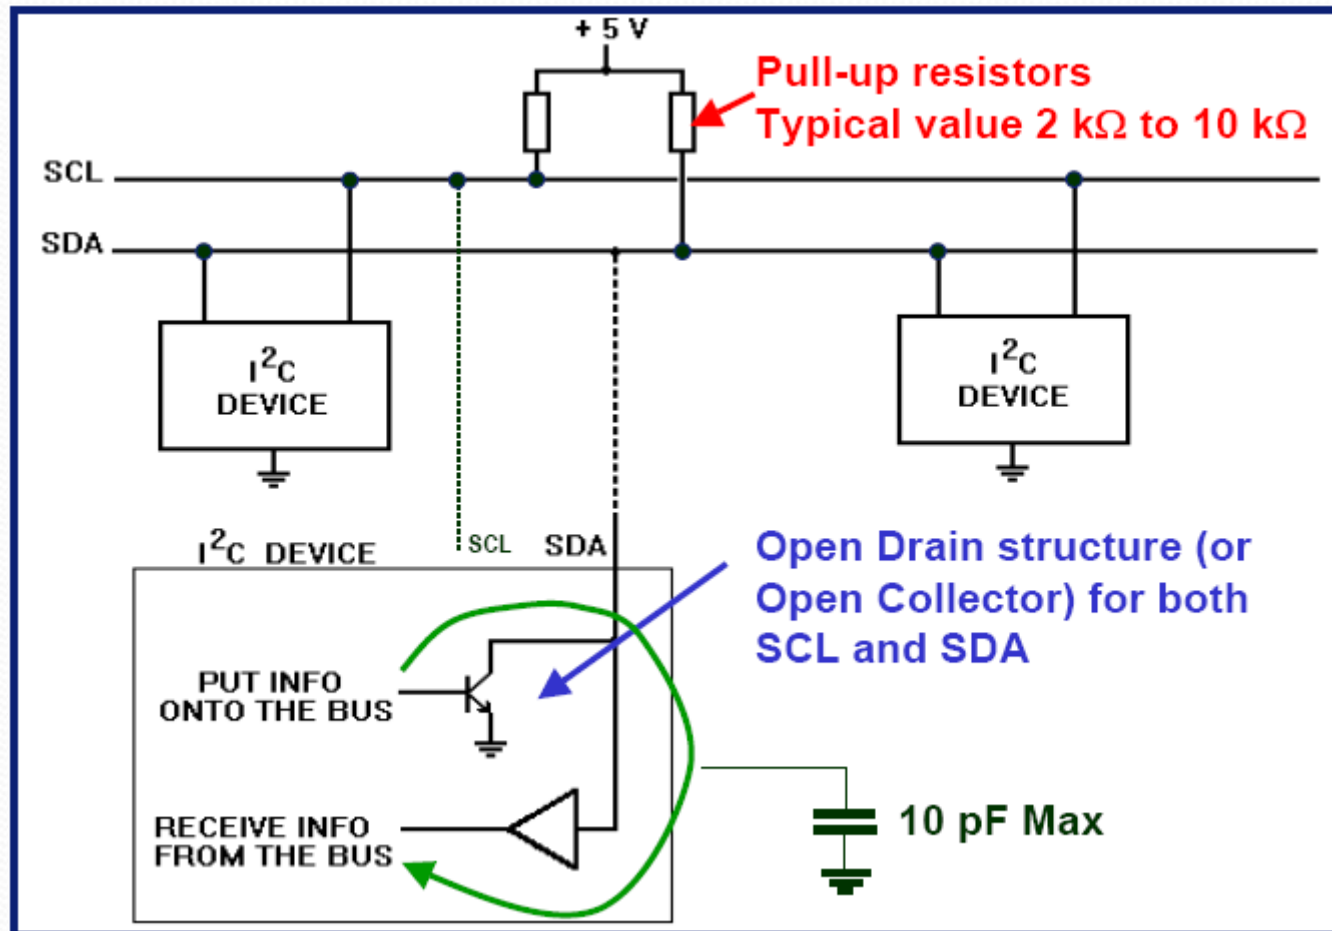 + 5 V
Pull-up resistors
Typical value 2 kΩ to 10 kΩ
SCL
SDA
I²C
DEVICE
I²C
DEVICE
I²C DEVICE
SCL
SDA
Open Drain structure (or
Open Collector) for both
SCL and SDA
PUT INFO
ONTO THE BUS
RECEIVE INFO
FROM THE BUS
10 pF Max